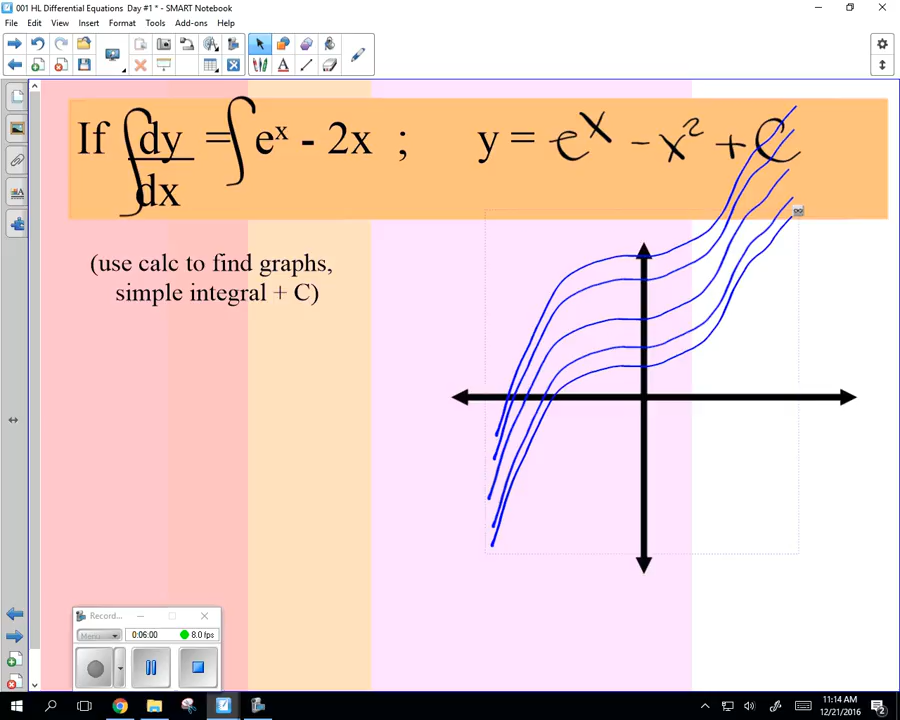 001 HL Differential Equations Day #1 * - SMART Notebook
File Edit View Insert Format Tools Add-ons Help
If ∫dy/dx = ∫e^x - 2x ; y = e^x - x² + C
(use calc to find graphs,
simple integral + C)
Record...
Menu 0:06:00 8.0 fps
11:14 AM
12/21/2016
2